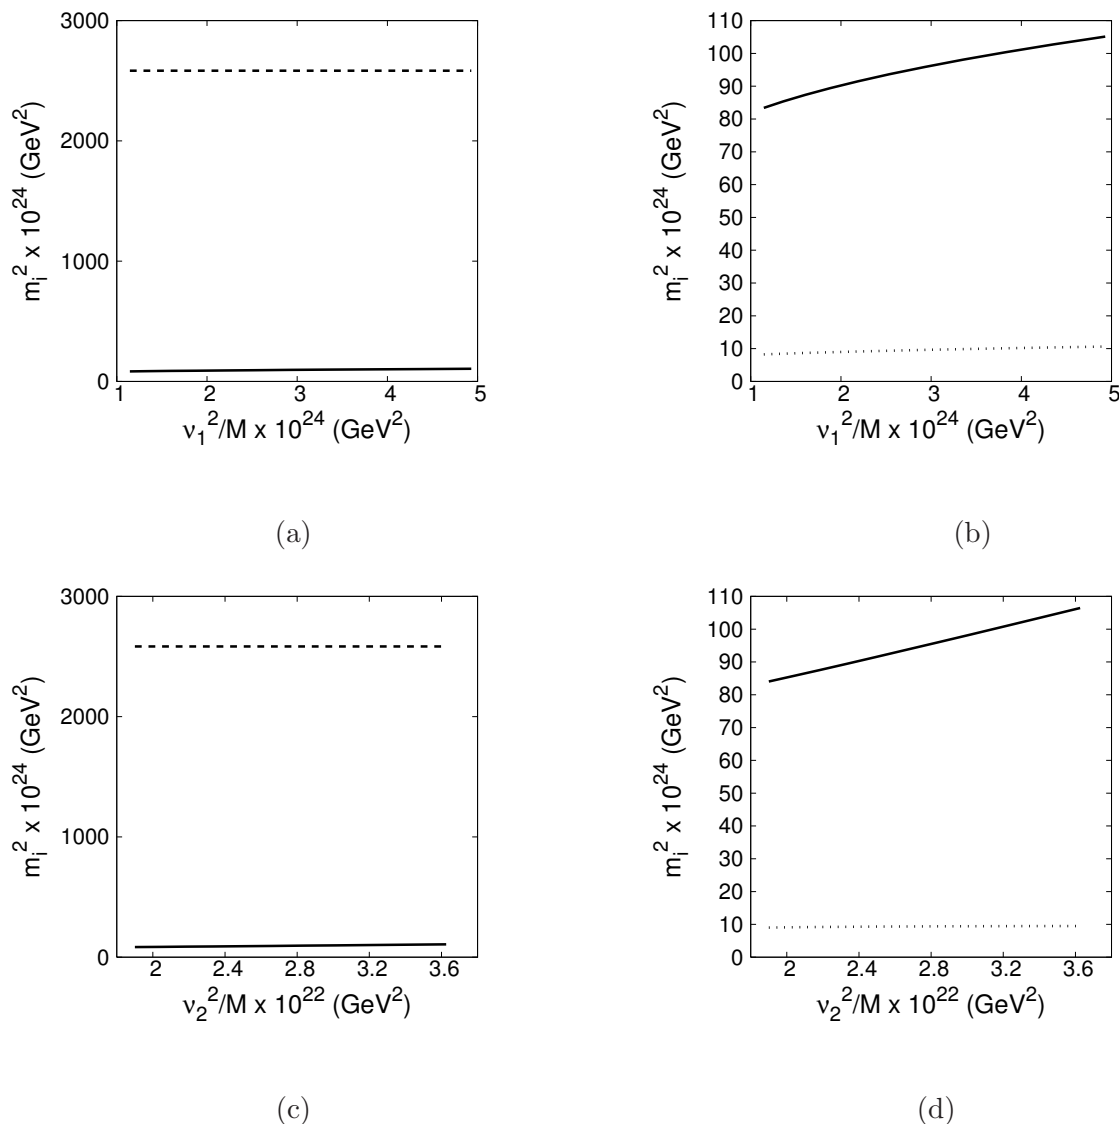 3000
2000
1000
0
m_i^2 x 10^24 (GeV^2)
1 2 3 4 5
ν_1^2/M x 10^24 (GeV^2)
(a)
110
100
90
80
70
60
50
40
30
20
10
0
m_i^2 x 10^24 (GeV^2)
1 2 3 4 5
ν_1^2/M x 10^24 (GeV^2)
(b)
3000
2000
1000
0
m_i^2 x 10^24 (GeV^2)
2 2.4 2.8 3.2 3.6
ν_2^2/M x 10^22 (GeV^2)
(c)
110
100
90
80
70
60
50
40
30
20
10
0
m_i^2 x 10^24 (GeV^2)
2 2.4 2.8 3.2 3.6
ν_2^2/M x 10^22 (GeV^2)
(d)